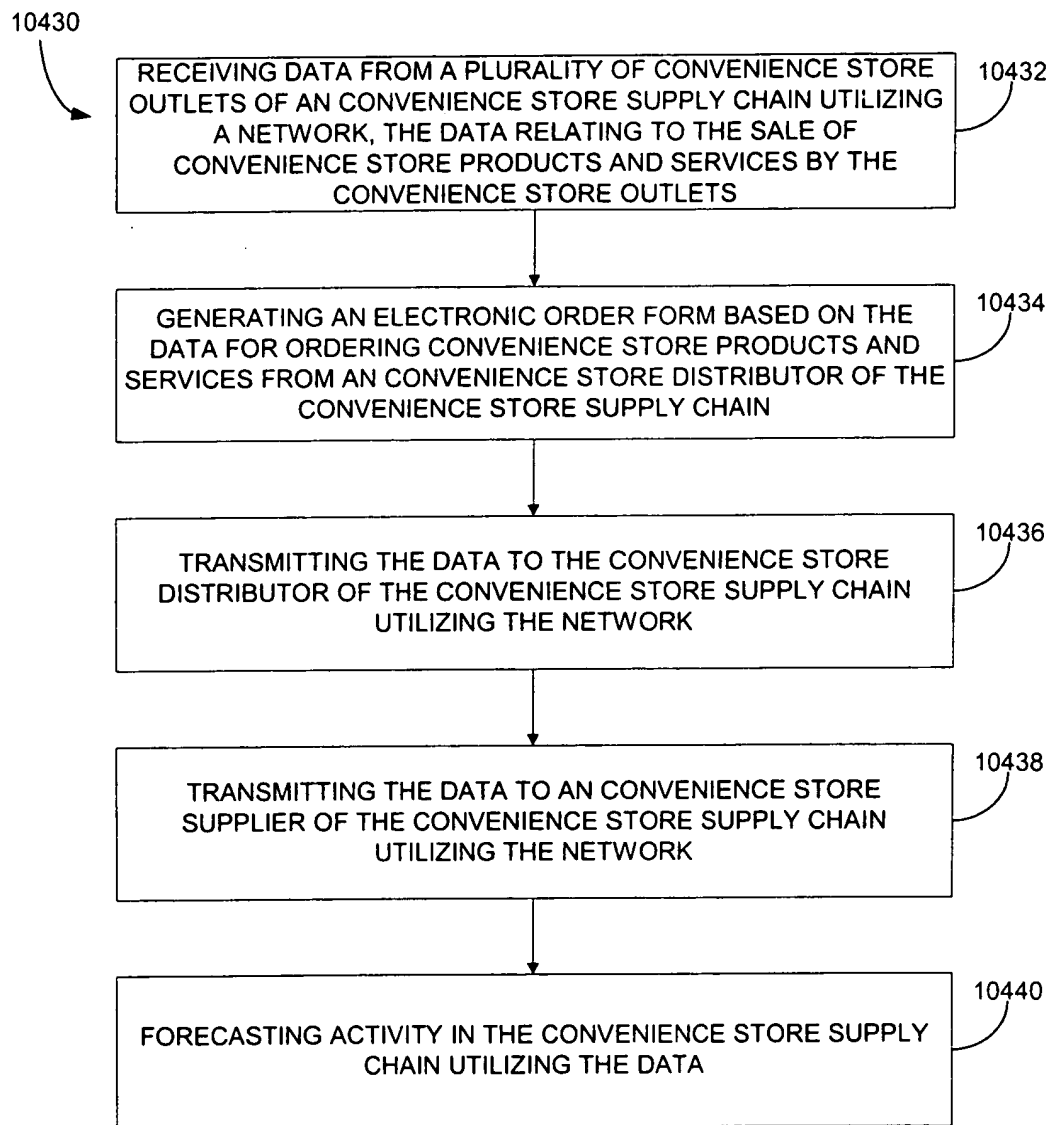 10430
RECEIVING DATA FROM A PLURALITY OF CONVENIENCE STORE
OUTLETS OF AN CONVENIENCE STORE SUPPLY CHAIN UTILIZING
A NETWORK, THE DATA RELATING TO THE SALE OF
CONVENIENCE STORE PRODUCTS AND SERVICES BY THE
CONVENIENCE STORE OUTLETS
10432
GENERATING AN ELECTRONIC ORDER FORM BASED ON THE
DATA FOR ORDERING CONVENIENCE STORE PRODUCTS AND
SERVICES FROM AN CONVENIENCE STORE DISTRIBUTOR OF THE
CONVENIENCE STORE SUPPLY CHAIN
10434
TRANSMITTING THE DATA TO THE CONVENIENCE STORE
DISTRIBUTOR OF THE CONVENIENCE STORE SUPPLY CHAIN
UTILIZING THE NETWORK
10436
TRANSMITTING THE DATA TO AN CONVENIENCE STORE
SUPPLIER OF THE CONVENIENCE STORE SUPPLY CHAIN
UTILIZING THE NETWORK
10438
FORECASTING ACTIVITY IN THE CONVENIENCE STORE SUPPLY
CHAIN UTILIZING THE DATA
10440